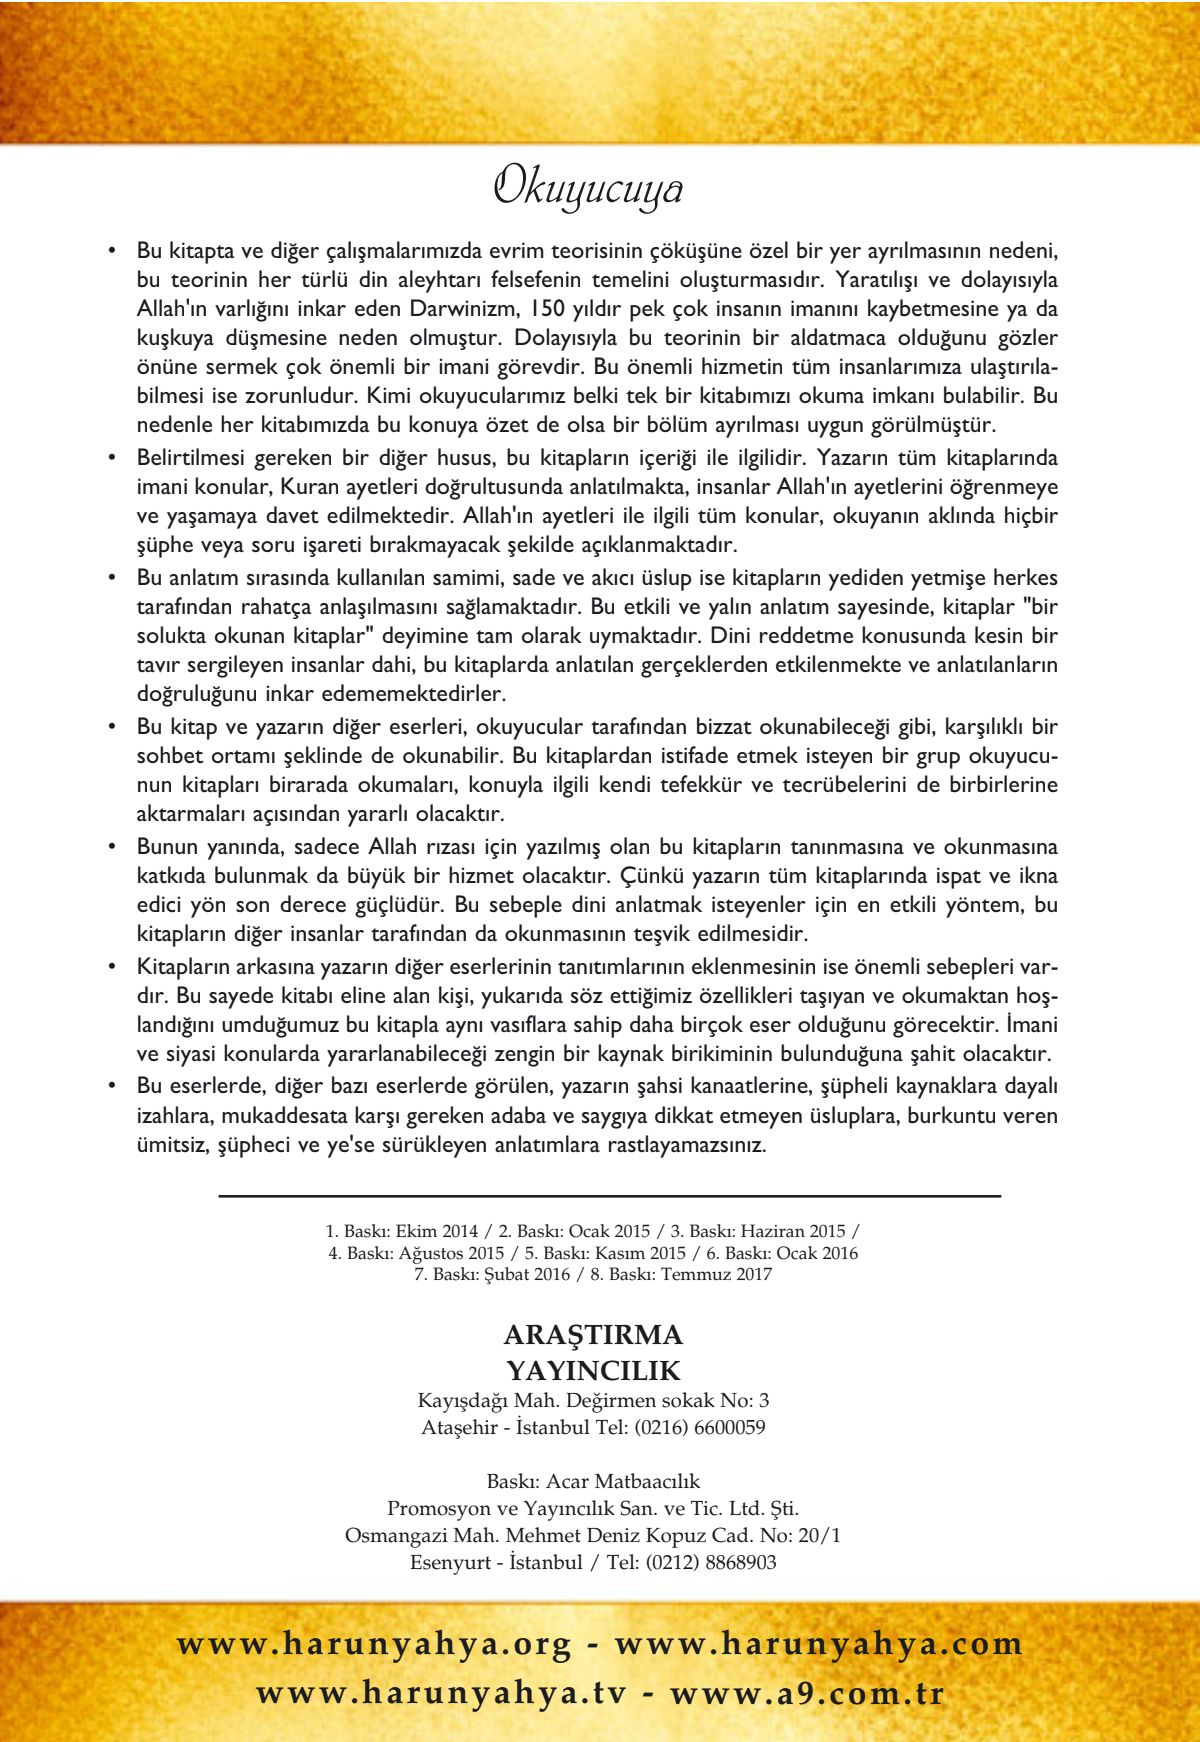 Okuyucuya
• Bu kitapta ve diğer çalışmalarımızda evrim teorisinin çöküşüne özel bir yer ayrılmasının nedeni,
bu teorinin her türlü din aleyhtarı felsefenin temelini oluşturmasıdır. Yaratılışı ve dolayısıyla
Allah'ın varlığını inkar eden Darwinizm, 150 yıldır pek çok insanın imanını kaybetmesine ya da
kuşkuya düşmesine neden olmuştur. Dolayısıyla bu teorinin bir aldatmaca olduğunu gözler
önüne sermek çok önemli bir imani görevdir. Bu önemli hizmetin tüm insanlarımıza ulaştırıla-
bilmesi ise zorunludur. Kimi okuyucularımız belki tek bir kitabımızı okuma imkanı bulabilir. Bu
nedenle her kitabımızda bu konuya özet de olsa bir bölüm ayrılması uygun görülmüştür.
• Belirtilmesi gereken bir diğer husus, bu kitapların içeriği ile ilgilidir. Yazarın tüm kitaplarında
imani konular, Kuran ayetleri doğrultusunda anlatılmakta, insanlar Allah'ın ayetlerini öğrenmeye
ve yaşamaya davet edilmektedir. Allah'ın ayetleri ile ilgili tüm konular, okuyanın aklında hiçbir
şüphe veya soru işareti bırakmayacak şekilde açıklanmaktadır.
• Bu anlatım sırasında kullanılan samimi, sade ve akıcı üslup ise kitapların yediden yetmişe herkes
tarafından rahatça anlaşılmasını sağlamaktadır. Bu etkili ve yalın anlatım sayesinde, kitaplar "bir
solukta okunan kitaplar" deyimine tam olarak uymaktadır. Dini reddetme konusunda kesin bir
tavır sergileyen insanlar dahi, bu kitaplarda anlatılan gerçeklerden etkilenmekte ve anlatılanların
doğruluğunu inkar edememektedirler.
• Bu kitap ve yazarın diğer eserleri, okuyucular tarafından bizzat okunabileceği gibi, karşılıklı bir
sohbet ortamı şeklinde de okunabilir. Bu kitaplardan istifade etmek isteyen bir grup okuyucu-
nun kitapları birarada okumaları, konuyla ilgili kendi tefekkür ve tecrübelerini de birbirlerine
aktarmaları açısından yararlı olacaktır.
• Bunun yanında, sadece Allah rızası için yazılmış olan bu kitapların tanınmasına ve okunmasına
katkıda bulunmak da büyük bir hizmet olacaktır. Çünkü yazarın tüm kitaplarında ispat ve ikna
edici yön son derece güçlüdür. Bu sebeple dini anlatmak isteyenler için en etkili yöntem, bu
kitapların diğer insanlar tarafından da okunmasının teşvik edilmesidir.
• Kitapların arkasına yazarın diğer eserlerinin tanıtımlarının eklenmesinin ise önemli sebepleri var-
dır. Bu sayede kitabı eline alan kişi, yukarıda söz ettiğimiz özellikleri taşıyan ve okumaktan hoş-
landığını umduğumuz bu kitapla aynı vasıflara sahip daha birçok eser olduğunu görecektir. İmani
ve siyasi konularda yararlanabileceği zengin bir kaynak birikiminin bulunduğuna şahit olacaktır.
• Bu eserlerde, diğer bazı eserlerde görülen, yazarın şahsi kanaatlerine, şüpheli kaynaklara dayalı
izahlara, mukaddesata karşı gereken adaba ve saygıya dikkat etmeyen üsluplara, burkuntu veren
ümitsiz, şüpheci ve ye'se sürükleyen anlatımlara rastlayamazsınız.
1. Baskı: Ekim 2014 / 2. Baskı: Ocak 2015 / 3. Baskı: Haziran 2015 /
4. Baskı: Ağustos 2015 / 5. Baskı: Kasım 2015 / 6. Baskı: Ocak 2016
7. Baskı: Şubat 2016 / 8. Baskı: Temmuz 2017
ARAŞTIRMA
YAYINCILIK
Kayışdağı Mah. Değirmen sokak No: 3
Ataşehir - İstanbul Tel: (0216) 6600059
Baskı: Acar Matbaacılık
Promosyon ve Yayıncılık San. ve Tic. Ltd. Şti.
Osmangazi Mah. Mehmet Deniz Kopuz Cad. No: 20/1
Esenyurt - İstanbul / Tel: (0212) 8868903
www.harunyahya.org - www.harunyahya.com
www.harunyahya.tv - www.a9.com.tr